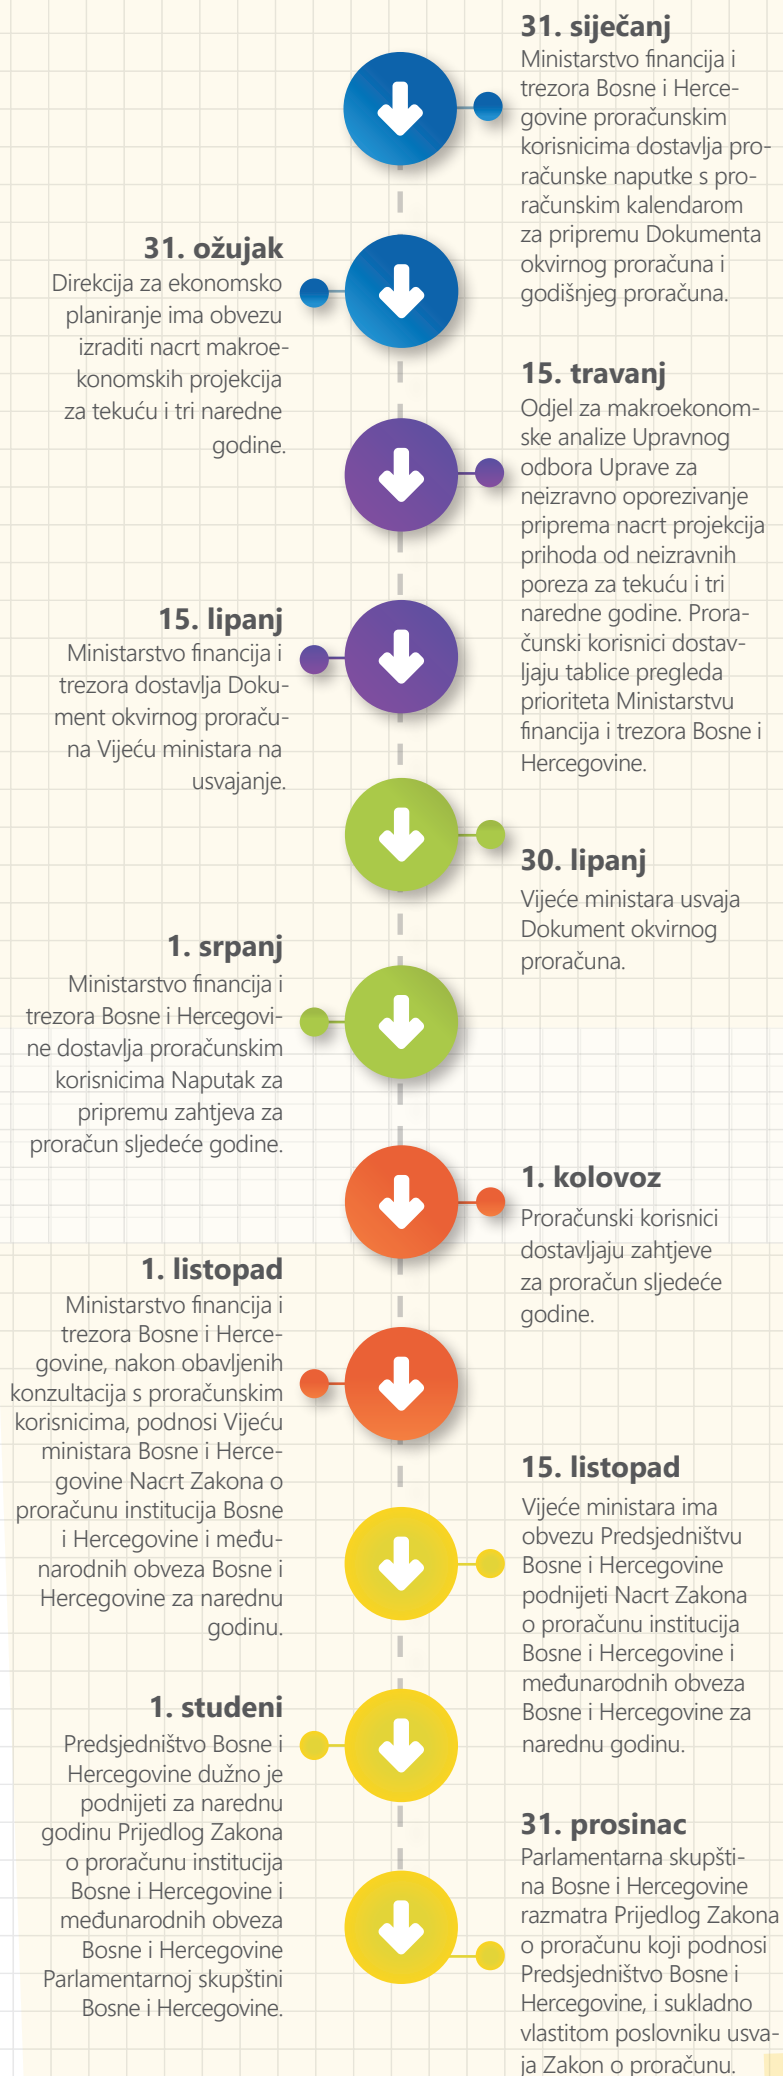 31. siječanj
Ministarstvo financija i
trezora Bosne i Herce-
govine proračunskim
korisnicima dostavlja pro-
računske naputke s pro-
računskim kalendarom
za pripremu Dokumenta
okvirnog proračuna i
godišnjeg proračuna.
31. ožujak
Direkcija za ekonomsko
planiranje ima obvezu
izraditi nacrt makroe-
konomskih projekcija
za tekuću i tri naredne
godine.
15. travanj
Odjel za makroekonom-
ske analize Upravnog
odbora Uprave za
neizravno oporezivanje
priprema nacrt projekcija
prihoda od neizravnih
poreza za tekuću i tri
naredne godine. Prora-
čunski korisnici dostav-
ljaju tablice pregleda
prioriteta Ministarstvu
financija i trezora Bosne i
Hercegovine.
15. lipanj
Ministarstvo financija i
trezora dostavlja Doku-
ment okvirnog proraču-
na Vijeću ministara na
usvajanje.
30. lipanj
Vijeće ministara usvaja
Dokument okvirnog
proračuna.
1. srpanj
Ministarstvo financija i
trezora Bosne i Hercegovi-
ne dostavlja proračunskim
korisnicima Naputak za
pripremu zahtjeva za
proračun sljedeće godine.
1. kolovoz
Proračunski korisnici
dostavljaju zahtjeve
za proračun sljedeće
godine.
1. listopad
Ministarstvo financija i
trezora Bosne i Herce-
govine, nakon obavljenih
konzultacija s proračunskim
korisnicima, podnosi Vijeću
ministara Bosne i Herce-
govine Nacrt Zakona o
proračunu institucija Bosne
i Hercegovine i među-
narodnih obveza Bosne i
Hercegovine za narednu
godinu.
15. listopad
Vijeće ministara ima
obvezu Predsjedništvu
Bosne i Hercegovine
podnijeti Nacrt Zakona
o proračunu institucija
Bosne i Hercegovine i
međunarodnih obveza
Bosne i Hercegovine za
narednu godinu.
1. studeni
Predsjedništvo Bosne i
Hercegovine dužno je
podnijeti za narednu
godinu Prijedlog Zakona
o proračunu institucija
Bosne i Hercegovine i
međunarodnih obveza
Bosne i Hercegovine
Parlamentarnoj skupštini
Bosne i Hercegovine.
31. prosinac
Parlamentarna skupšti-
na Bosne i Hercegovine
razmatra Prijedlog Zakona
o proračunu koji podnosi
Predsjedništvo Bosne i
Hercegovine, i sukladno
vlastitom poslovniku usva-
ja Zakon o proračunu.